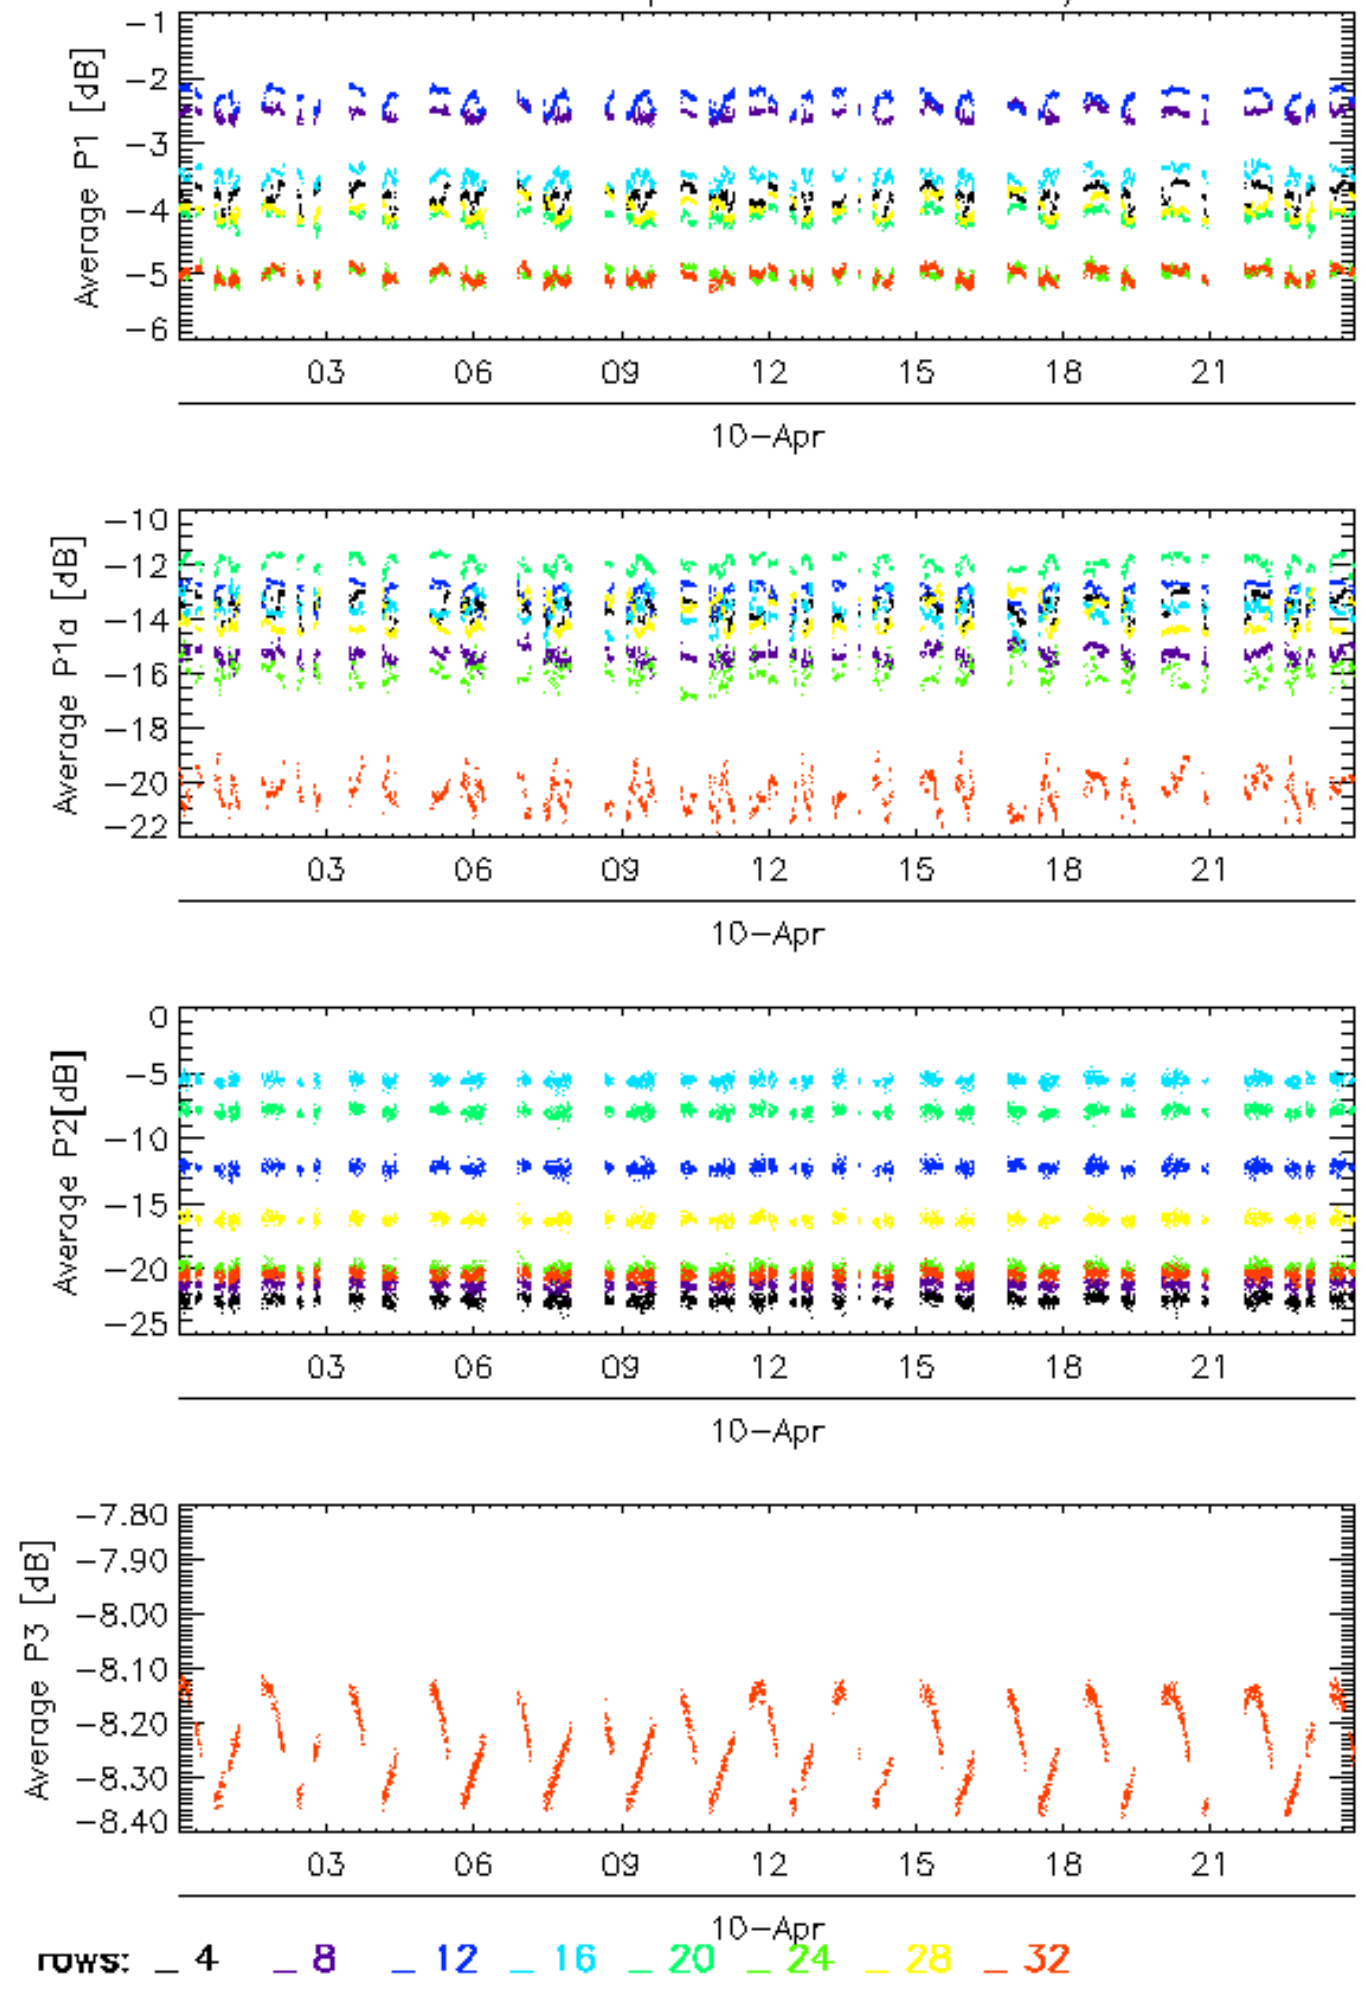 -1
-2
-3
-4
-5
-6
Average P1 [dB]
03 06 09 12 15 18 21
10-Apr
-10
-12
-14
-16
-18
-20
-22
Average P1a [dB]
03 06 09 12 15 18 21
10-Apr
0
-5
-10
-15
-20
-25
Average P2[dB]
03 06 09 12 15 18 21
10-Apr
-7.80
-7.90
-8.00
-8.10
-8.20
-8.30
-8.40
Average P3 [dB]
03 06 09 12 15 18 21
10-Apr
rows: _ 4 _ 8 _ 12 _ 16 _ 20 _ 24 _ 28 _ 32